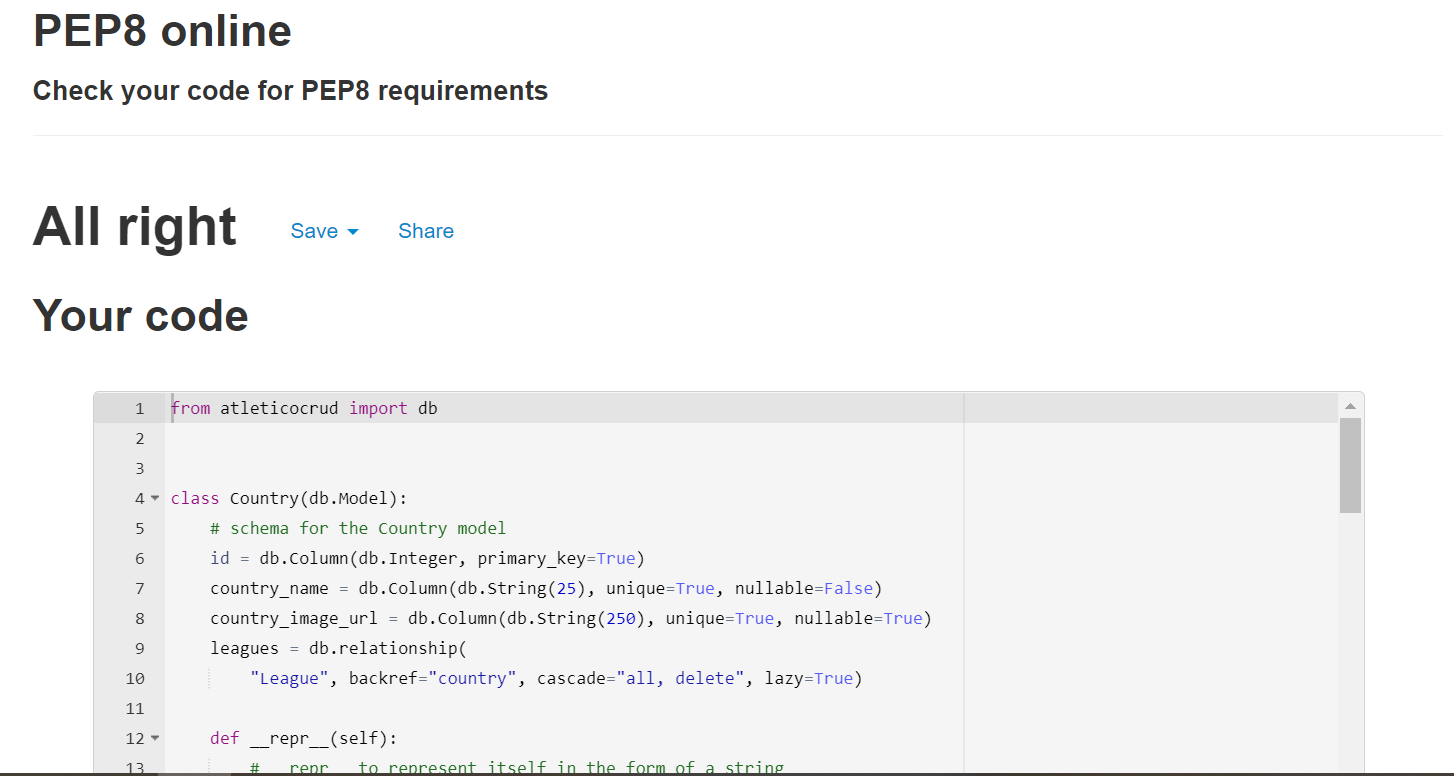 PEP8 online
Check your code for PEP8 requirements
All right Save Share
Your code
1 from atleticocrud import db
2
3
4 class Country(db.Model):
5 # schema for the Country model
6 id = db.Column(db.Integer, primary_key=True)
7 country_name = db.Column(db.String(25), unique=True, nullable=False)
8 country_image_url = db.Column(db.String(250), unique=True, nullable=True)
9 leagues = db.relationship(
10 "League", backref="country", cascade="all, delete", lazy=True)
11
12 def __repr__(self):
13 # __repr__ to represent itself in the form of a string